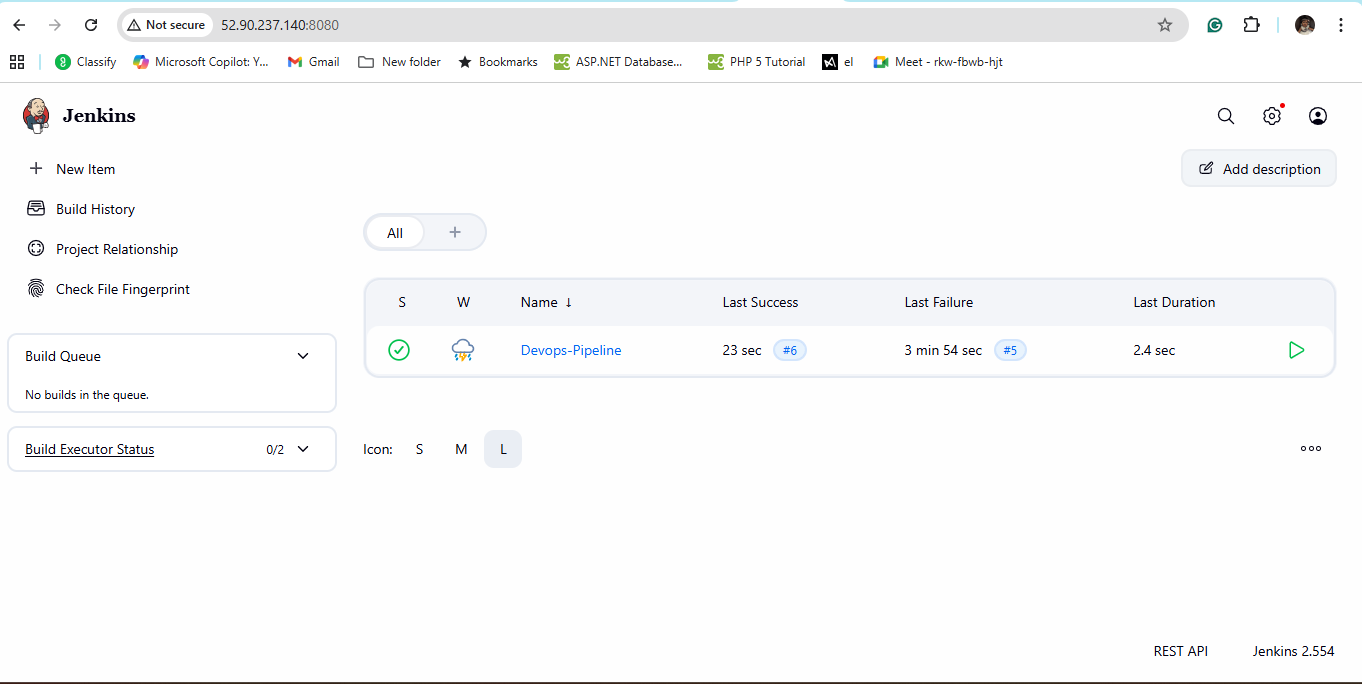 Not secure 52.90.237.140:8080
Classify Microsoft Copilot: Y... Gmail New folder Bookmarks ASP.NET Database... PHP 5 Tutorial el Meet - rkw-fbwb-hjt
Jenkins
New Item
Add description
Build History
All +
Project Relationship
Check File Fingerprint
S W Name ↓ Last Success Last Failure Last Duration
Devops-Pipeline 23 sec #6 3 min 54 sec #5 2.4 sec
Build Queue
No builds in the queue.
Build Executor Status 0/2
Icon: S M L
REST API Jenkins 2.554